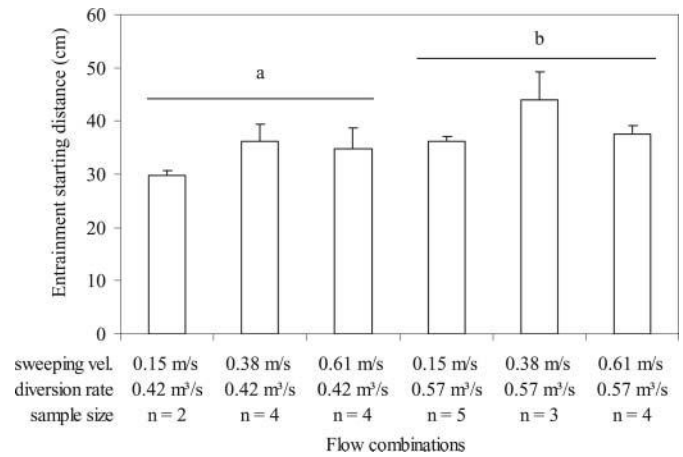 Entrainment starting distance (cm)
60
50
40
30
20
10
0
a
b
sweeping vel. 0.15 m/s 0.38 m/s 0.61 m/s 0.15 m/s 0.38 m/s 0.61 m/s
diversion rate 0.42 m³/s 0.42 m³/s 0.42 m³/s 0.57 m³/s 0.57 m³/s 0.57 m³/s
sample size n = 2 n = 4 n = 4 n = 5 n = 3 n = 4
Flow combinations